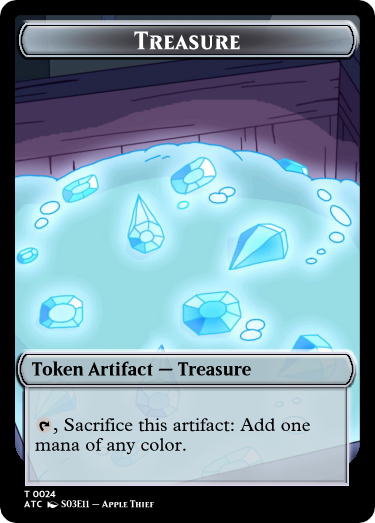 Treasure
Token Artifact — Treasure
, Sacrifice this artifact: Add one
mana of any color.
T 0024
ATC S03E11 — Apple Thief